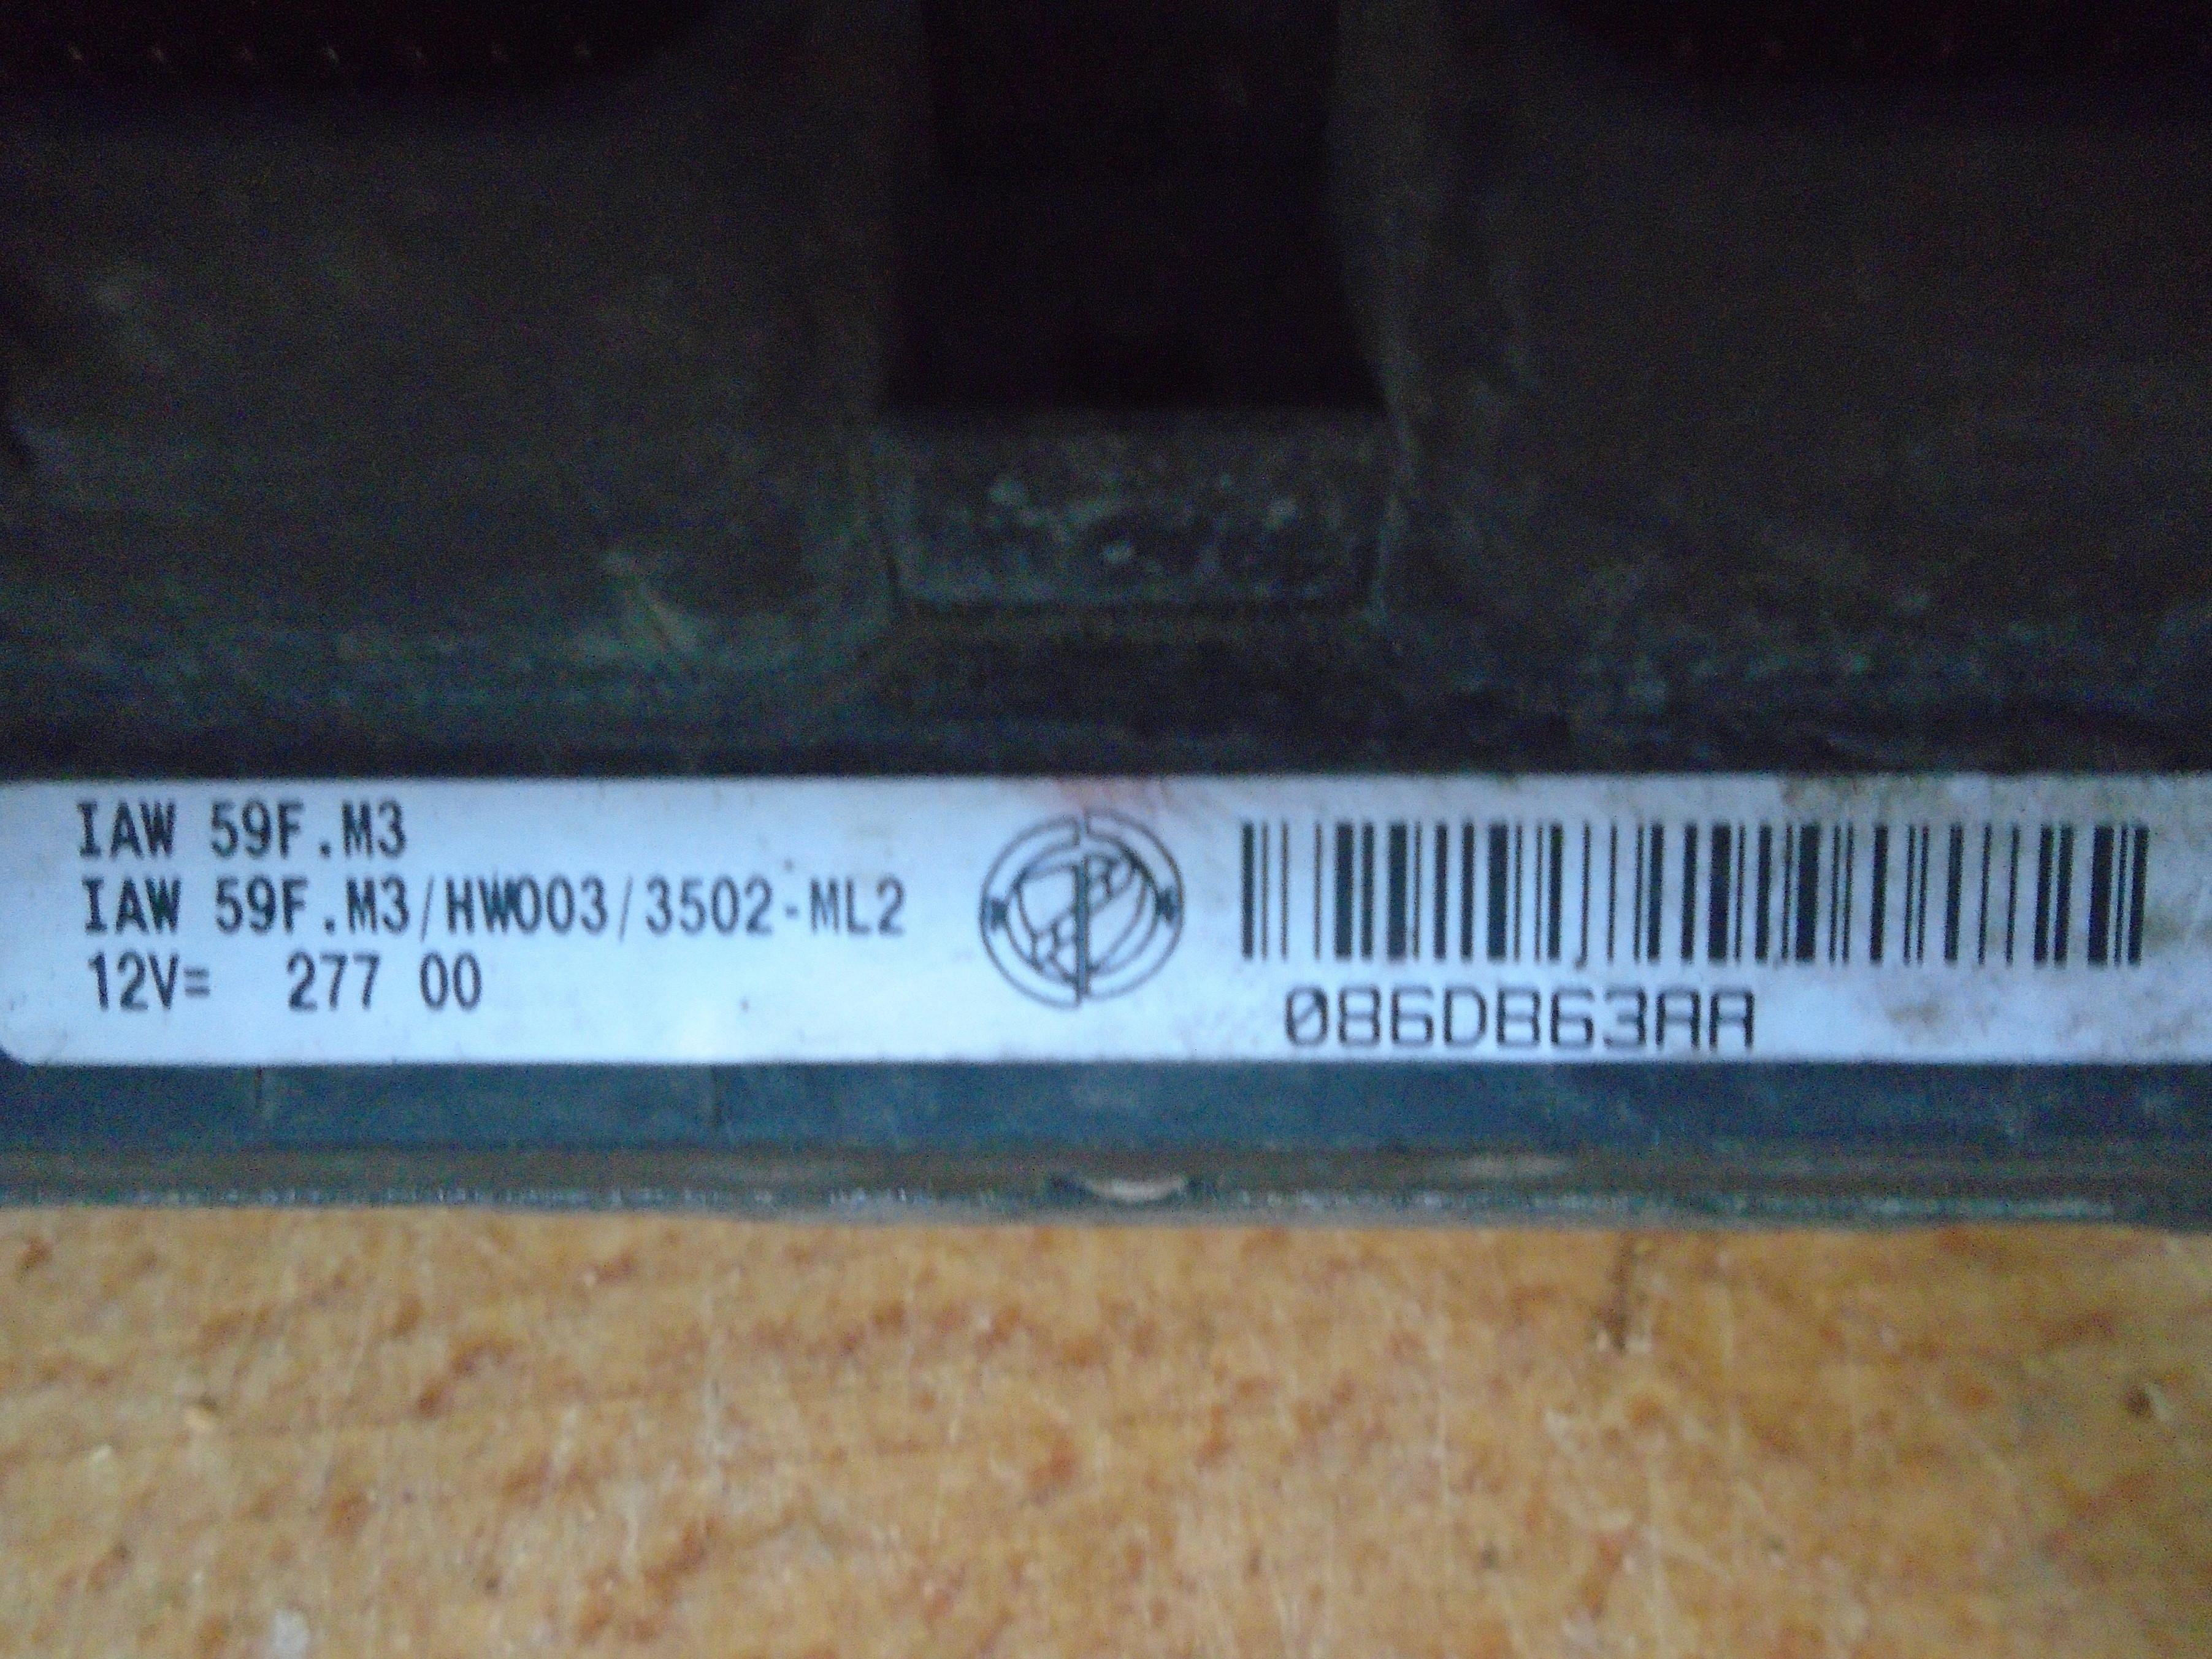 IAW 59F.M3
IAW 59F.M3/HW003/3502-ML2
12V= 277 00
086DB63AA